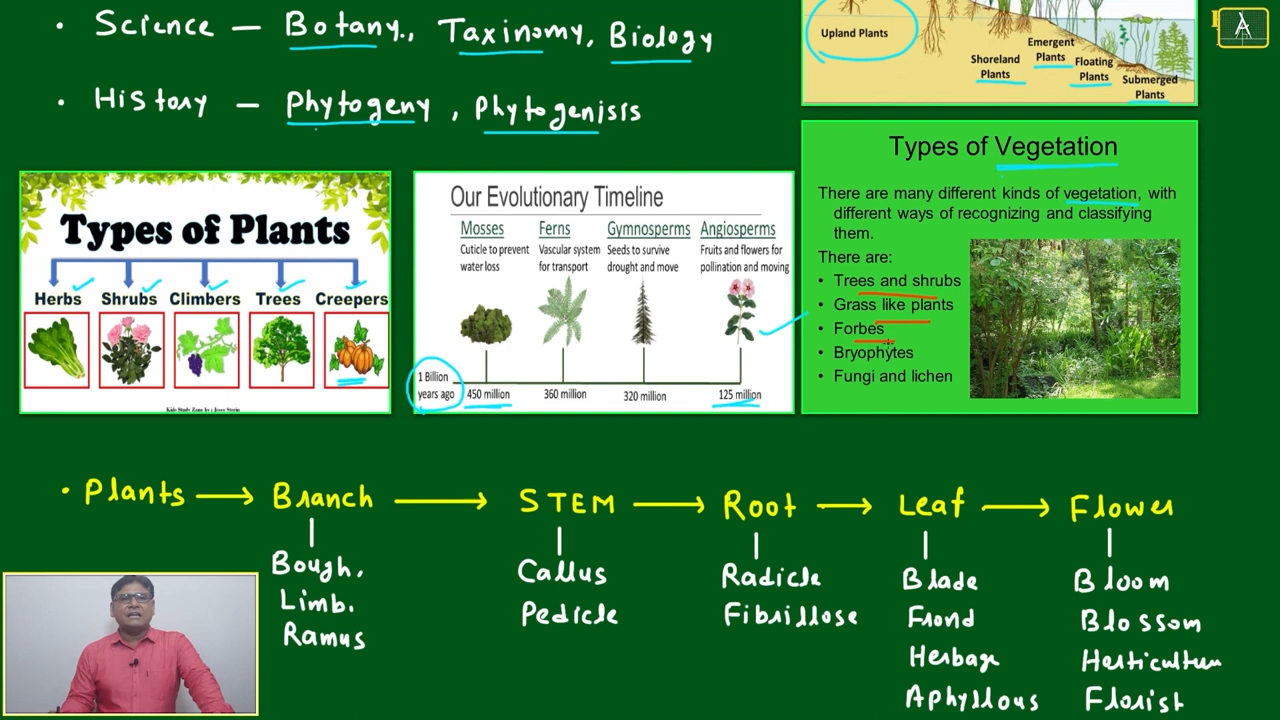 • Science — Botany., Taxinomy, Biology
• History — Phytogeny, Phytogenisis
Upland Plants
Shoreland Plants
Emergent Plants
Floating Plants
Submerged Plants
A
Types of Plants
Herbs Shrubs Climbers Trees Creepers
Our Evolutionary Timeline
Mosses Ferns Gymnosperms Angiosperms
Cuticle to prevent water loss
Vascular system for transport
Seeds to survive drought and move
Fruits and flowers for pollination and moving
1 Billion years ago
450 million 360 million 320 million 125 million
Types of Vegetation
There are many different kinds of vegetation, with
different ways of recognizing and classifying
them.
There are:
• Trees and shrubs
• Grass like plants
• Forbes
• Bryophytes
• Fungi and lichen
• Plants → Branch → STEM → Root → Leaf → Flower
Bough. Callus Radicle Blade Bloom
Limb. Pedicle Fibrillose Frond Blossom
Ramus Herbage
Aphyllous Florist